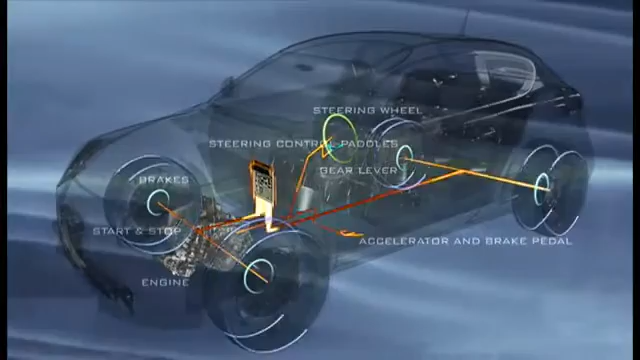 STEERING WHEEL
STEERING CONTROL PADDLES
GEAR LEVER
BRAKES
START & STOP
ACCELERATOR AND BRAKE PEDAL
ENGINE